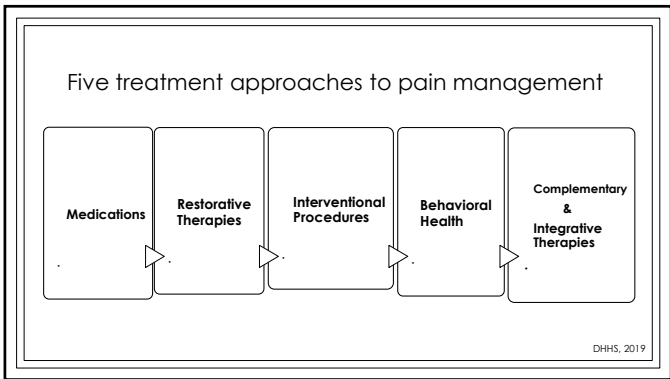 Five treatment approaches to pain management
Medications
.
Restorative
Therapies
.
Interventional
Procedures
.
Behavioral
Health
.
Complementary
&
Integrative
Therapies
.
DHHS, 2019